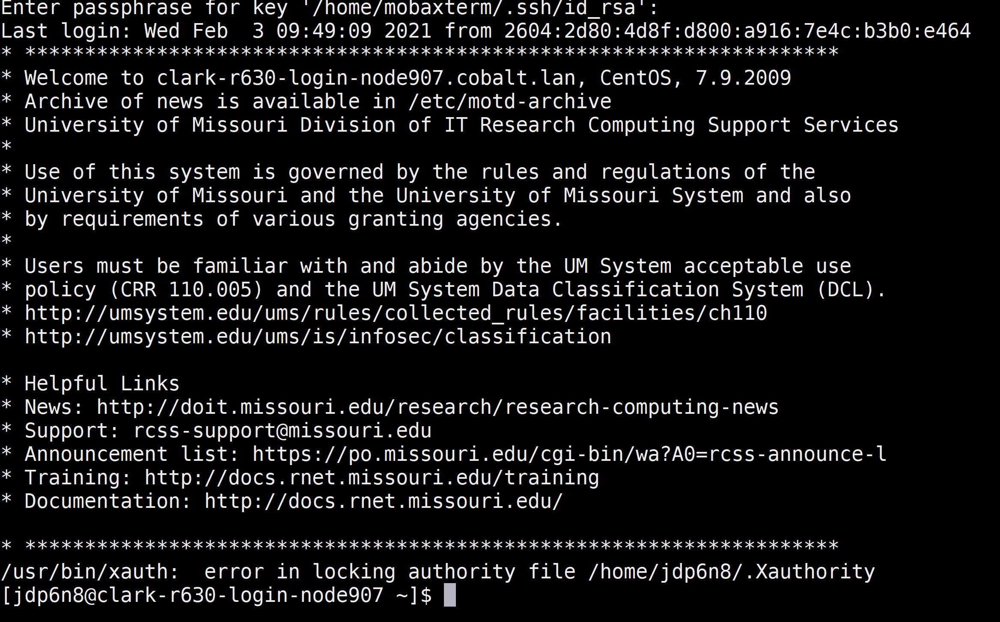 Enter passphrase for key '/home/mobaxterm/.ssh/id_rsa':
Last login: Wed Feb  3 09:49:09 2021 from 2604:2d80:4d8f:d800:a916:7e4c:b3b0:e464
* ********************************************************************
* Welcome to clark-r630-login-node907.cobalt.lan, CentOS, 7.9.2009
* Archive of news is available in /etc/motd-archive
* University of Missouri Division of IT Research Computing Support Services
*
* Use of this system is governed by the rules and regulations of the
* University of Missouri and the University of Missouri System and also
* by requirements of various granting agencies.
*
* Users must be familiar with and abide by the UM System acceptable use
* policy (CRR 110.005) and the UM System Data Classification System (DCL).
* http://umsystem.edu/ums/rules/collected_rules/facilities/ch110
* http://umsystem.edu/ums/is/infosec/classification

* Helpful Links
* News: http://doit.missouri.edu/research/research-computing-news
* Support: rcss-support@missouri.edu
* Announcement list: https://po.missouri.edu/cgi-bin/wa?A0=rcss-announce-l
* Training: http://docs.rnet.missouri.edu/training
* Documentation: http://docs.rnet.missouri.edu/

* ********************************************************************
/usr/bin/xauth:  error in locking authority file /home/jdp6n8/.Xauthority
[jdp6n8@clark-r630-login-node907 ~]$